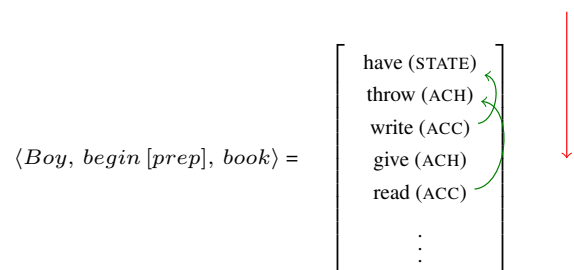 have (STATE)
throw (ACH)
write (ACC)
⟨Boy, begin [prep], book⟩ =
give (ACH)
read (ACC)
⋮